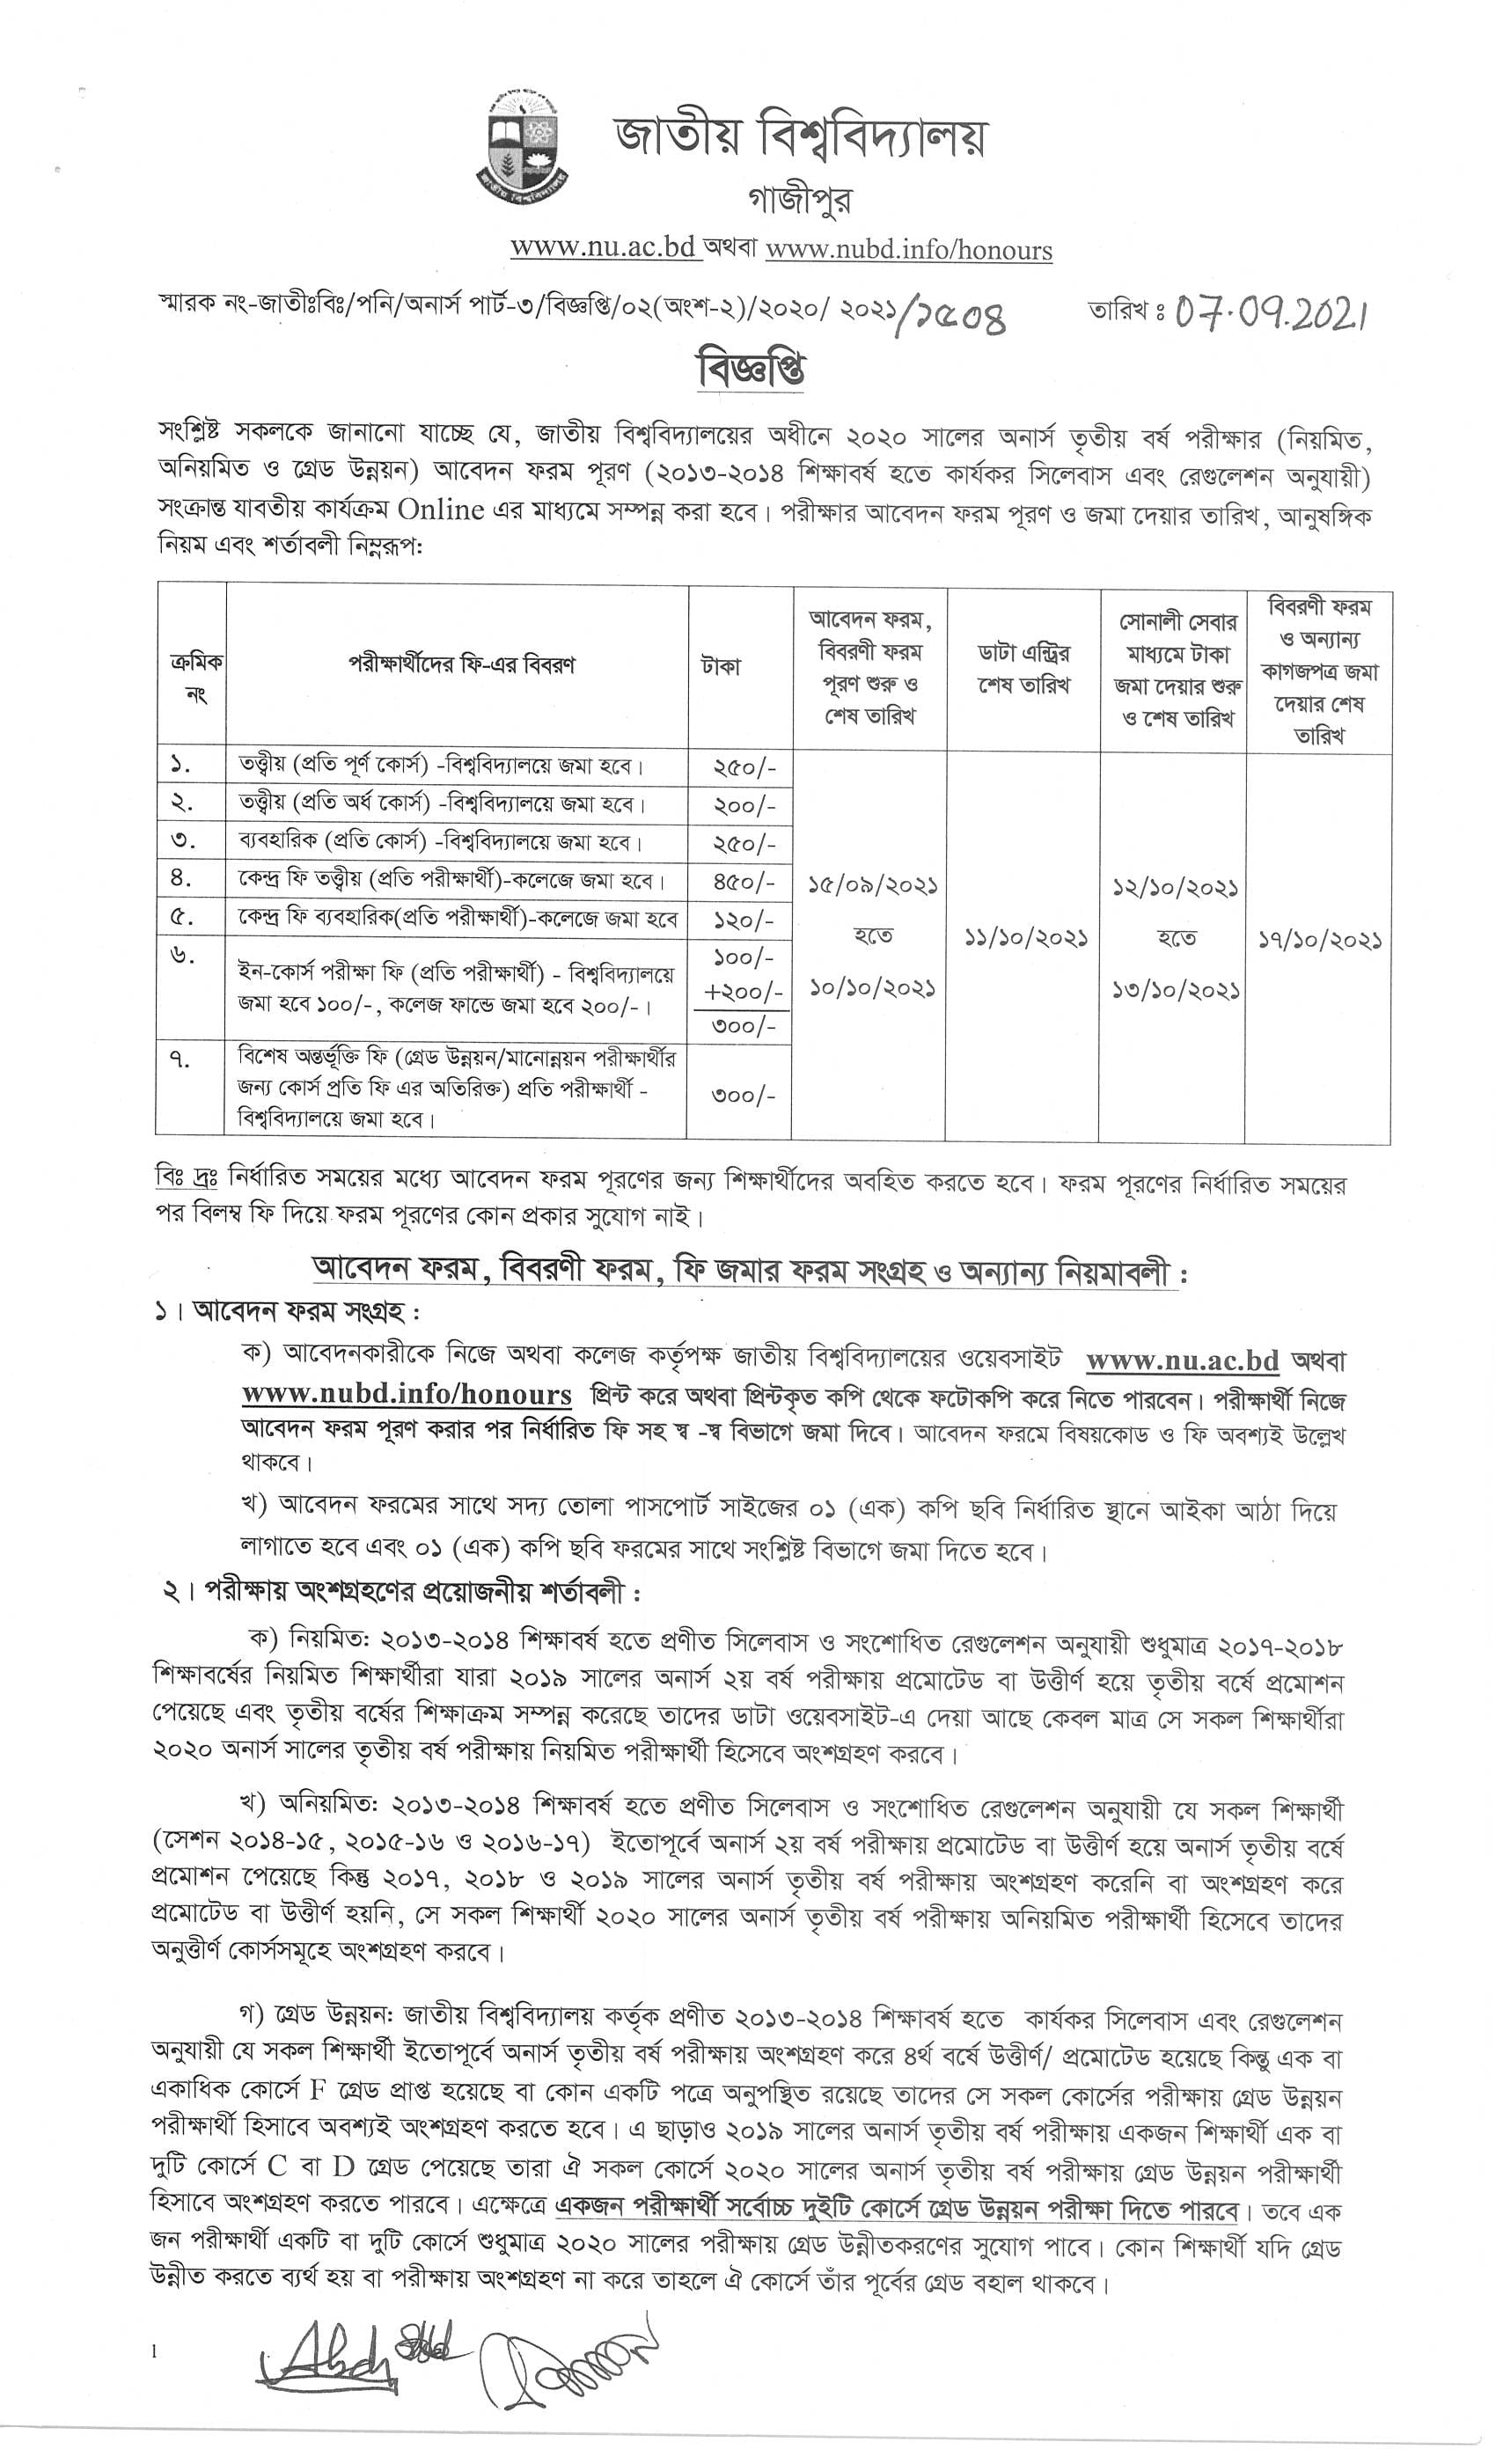 জাতীয় বিশ্ববিদ্যালয়
গাজীপুর
www.nu.ac.bd অথবা www.nubd.info/honours
স্মারক নং-জাতীঃবিঃ/পনি/অনার্স পার্ট-৩/বিজ্ঞপ্তি/০২(অংশ-২)/২০২০/ ২০২১/১৫০৪ তারিখ ঃ 07.09.2021
বিজ্ঞপ্তি
সংশ্লিষ্ট সকলকে জানানো যাচ্ছে যে, জাতীয় বিশ্ববিদ্যালয়ের অধীনে ২০২০ সালের অনার্স তৃতীয় বর্ষ পরীক্ষার (নিয়মিত,
অনিয়মিত ও গ্রেড উন্নয়ন) আবেদন ফরম পূরণ (২০১৩-২০১৪ শিক্ষাবর্ষ হতে কার্যকর সিলেবাস এবং রেগুলেশন অনুযায়ী)
সংক্রান্ত যাবতীয় কার্যক্রম Online এর মাধ্যমে সম্পন্ন করা হবে। পরীক্ষার আবেদন ফরম পূরণ ও জমা দেয়ার তারিখ, আনুষঙ্গিক
নিয়ম এবং শর্তাবলী নিম্নরূপ:
ক্রমিক নং
পরীক্ষার্থীদের ফি-এর বিবরণ
টাকা
আবেদন ফরম,
বিবরণী ফরম
পূরণ শুরু ও
শেষ তারিখ
ডাটা এন্ট্রির
শেষ তারিখ
সোনালী সেবার
মাধ্যমে টাকা
জমা দেয়ার শুরু
ও শেষ তারিখ
বিবরণী ফরম
ও অন্যান্য
কাগজপত্র জমা
দেয়ার শেষ
তারিখ
১. তত্ত্বীয় (প্রতি পূর্ণ কোর্স) -বিশ্ববিদ্যালয়ে জমা হবে। ২৫০/-
২. তত্ত্বীয় (প্রতি অর্ধ কোর্স) -বিশ্ববিদ্যালয়ে জমা হবে। ২০০/-
৩. ব্যবহারিক (প্রতি কোর্স) -বিশ্ববিদ্যালয়ে জমা হবে। ২৫০/-
৪. কেন্দ্র ফি তত্ত্বীয় (প্রতি পরীক্ষার্থী)-কলেজে জমা হবে। ৪৫০/-
৫. কেন্দ্র ফি ব্যবহারিক(প্রতি পরীক্ষার্থী)-কলেজে জমা হবে ১২০/-
৬. ইন-কোর্স পরীক্ষা ফি (প্রতি পরীক্ষার্থী) - বিশ্ববিদ্যালয়ে
জমা হবে ১০০/-, কলেজ ফান্ডে জমা হবে ২০০/-।
১০০/-
+২০০/-
৩০০/-
৭. বিশেষ অন্তর্ভূক্তি ফি (গ্রেড উন্নয়ন/মানোন্নয়ন পরীক্ষার্থীর
জন্য কোর্স প্রতি ফি এর অতিরিক্ত) প্রতি পরীক্ষার্থী -
বিশ্ববিদ্যালয়ে জমা হবে।
৩০০/-
১৫/০৯/২০২১
হতে
১০/১০/২০২১
১১/১০/২০২১
১২/১০/২০২১
হতে
১৩/১০/২০২১
১৭/১০/২০২১
বিঃ দ্রঃ নির্ধারিত সময়ের মধ্যে আবেদন ফরম পূরণের জন্য শিক্ষার্থীদের অবহিত করতে হবে। ফরম পূরণের নির্ধারিত সময়ের
পর বিলম্ব ফি দিয়ে ফরম পূরণের কোন প্রকার সুযোগ নাই।
আবেদন ফরম, বিবরণী ফরম, ফি জমার ফরম সংগ্রহ ও অন্যান্য নিয়মাবলী :
১। আবেদন ফরম সংগ্রহ :
ক) আবেদনকারীকে নিজে অথবা কলেজ কর্তৃপক্ষ জাতীয় বিশ্ববিদ্যালয়ের ওয়েবসাইট www.nu.ac.bd অথবা
www.nubd.info/honours প্রিন্ট করে অথবা প্রিন্টকৃত কপি থেকে ফটোকপি করে নিতে পারবেন। পরীক্ষার্থী নিজে
আবেদন ফরম পূরণ করার পর নির্ধারিত ফি সহ স্ব -স্ব বিভাগে জমা দিবে। আবেদন ফরমে বিষয়কোড ও ফি অবশ্যই উল্লেখ
থাকবে।
খ) আবেদন ফরমের সাথে সদ্য তোলা পাসপোর্ট সাইজের ০১ (এক) কপি ছবি নির্ধারিত স্থানে আইকা আঠা দিয়ে
লাগাতে হবে এবং ০১ (এক) কপি ছবি ফরমের সাথে সংশ্লিষ্ট বিভাগে জমা দিতে হবে।
২। পরীক্ষায় অংশগ্রহণের প্রয়োজনীয় শর্তাবলী :
ক) নিয়মিত: ২০১৩-২০১৪ শিক্ষাবর্ষ হতে প্রণীত সিলেবাস ও সংশোধিত রেগুলেশন অনুযায়ী শুধুমাত্র ২০১৭-২০১৮
শিক্ষাবর্ষের নিয়মিত শিক্ষার্থীরা যারা ২০১৯ সালের অনার্স ২য় বর্ষ পরীক্ষায় প্রমোটেড বা উত্তীর্ণ হয়ে তৃতীয় বর্ষে প্রমোশন
পেয়েছে এবং তৃতীয় বর্ষের শিক্ষাক্রম সম্পন্ন করেছে তাদের ডাটা ওয়েবসাইট-এ দেয়া আছে কেবল মাত্র সে সকল শিক্ষার্থীরা
২০২০ অনার্স সালের তৃতীয় বর্ষ পরীক্ষায় নিয়মিত পরীক্ষার্থী হিসেবে অংশগ্রহণ করবে।
খ) অনিয়মিত: ২০১৩-২০১৪ শিক্ষাবর্ষ হতে প্রণীত সিলেবাস ও সংশোধিত রেগুলেশন অনুযায়ী যে সকল শিক্ষার্থী
(সেশন ২০১৪-১৫, ২০১৫-১৬ ও ২০১৬-১৭) ইতোপূর্বে অনার্স ২য় বর্ষ পরীক্ষায় প্রমোটেড বা উত্তীর্ণ হয়ে অনার্স তৃতীয় বর্ষে
প্রমোশন পেয়েছে কিন্তু ২০১৭, ২০১৮ ও ২০১৯ সালের অনার্স তৃতীয় বর্ষ পরীক্ষায় অংশগ্রহণ করেনি বা অংশগ্রহণ করে
প্রমোটেড বা উত্তীর্ণ হয়নি, সে সকল শিক্ষার্থী ২০২০ সালের অনার্স তৃতীয় বর্ষ পরীক্ষায় অনিয়মিত পরীক্ষার্থী হিসেবে তাদের
অনুত্তীর্ণ কোর্সসমূহে অংশগ্রহণ করবে।
গ) গ্রেড উন্নয়ন: জাতীয় বিশ্ববিদ্যালয় কর্তৃক প্রণীত ২০১৩-২০১৪ শিক্ষাবর্ষ হতে কার্যকর সিলেবাস এবং রেগুলেশন
অনুযায়ী যে সকল শিক্ষার্থী ইতোপূর্বে অনার্স তৃতীয় বর্ষ পরীক্ষায় অংশগ্রহণ করে ৪র্থ বর্ষে উত্তীর্ণ/ প্রমোটেড হয়েছে কিন্তু এক বা
একাধিক কোর্সে F গ্রেড প্রাপ্ত হয়েছে বা কোন একটি পত্রে অনুপস্থিত রয়েছে তাদের সে সকল কোর্সের পরীক্ষায় গ্রেড উন্নয়ন
পরীক্ষার্থী হিসাবে অবশ্যই অংশগ্রহণ করতে হবে। এ ছাড়াও ২০১৯ সালের অনার্স তৃতীয় বর্ষ পরীক্ষায় একজন শিক্ষার্থী এক বা
দুটি কোর্সে C বা D গ্রেড পেয়েছে তারা ঐ সকল কোর্সে ২০২০ সালের অনার্স তৃতীয় বর্ষ পরীক্ষায় গ্রেড উন্নয়ন পরীক্ষার্থী
হিসাবে অংশগ্রহণ করতে পারবে। এক্ষেত্রে একজন পরীক্ষার্থী সর্বোচ্চ দুইটি কোর্সে গ্রেড উন্নয়ন পরীক্ষা দিতে পারবে। তবে এক
জন পরীক্ষার্থী একটি বা দুটি কোর্সে শুধুমাত্র ২০২০ সালের পরীক্ষায় গ্রেড উন্নীতকরণের সুযোগ পাবে। কোন শিক্ষার্থী যদি গ্রেড
উন্নীত করতে ব্যর্থ হয় বা পরীক্ষায় অংশগ্রহণ না করে তাহলে ঐ কোর্সে তাঁর পূর্বের গ্রেড বহাল থাকবে।
1